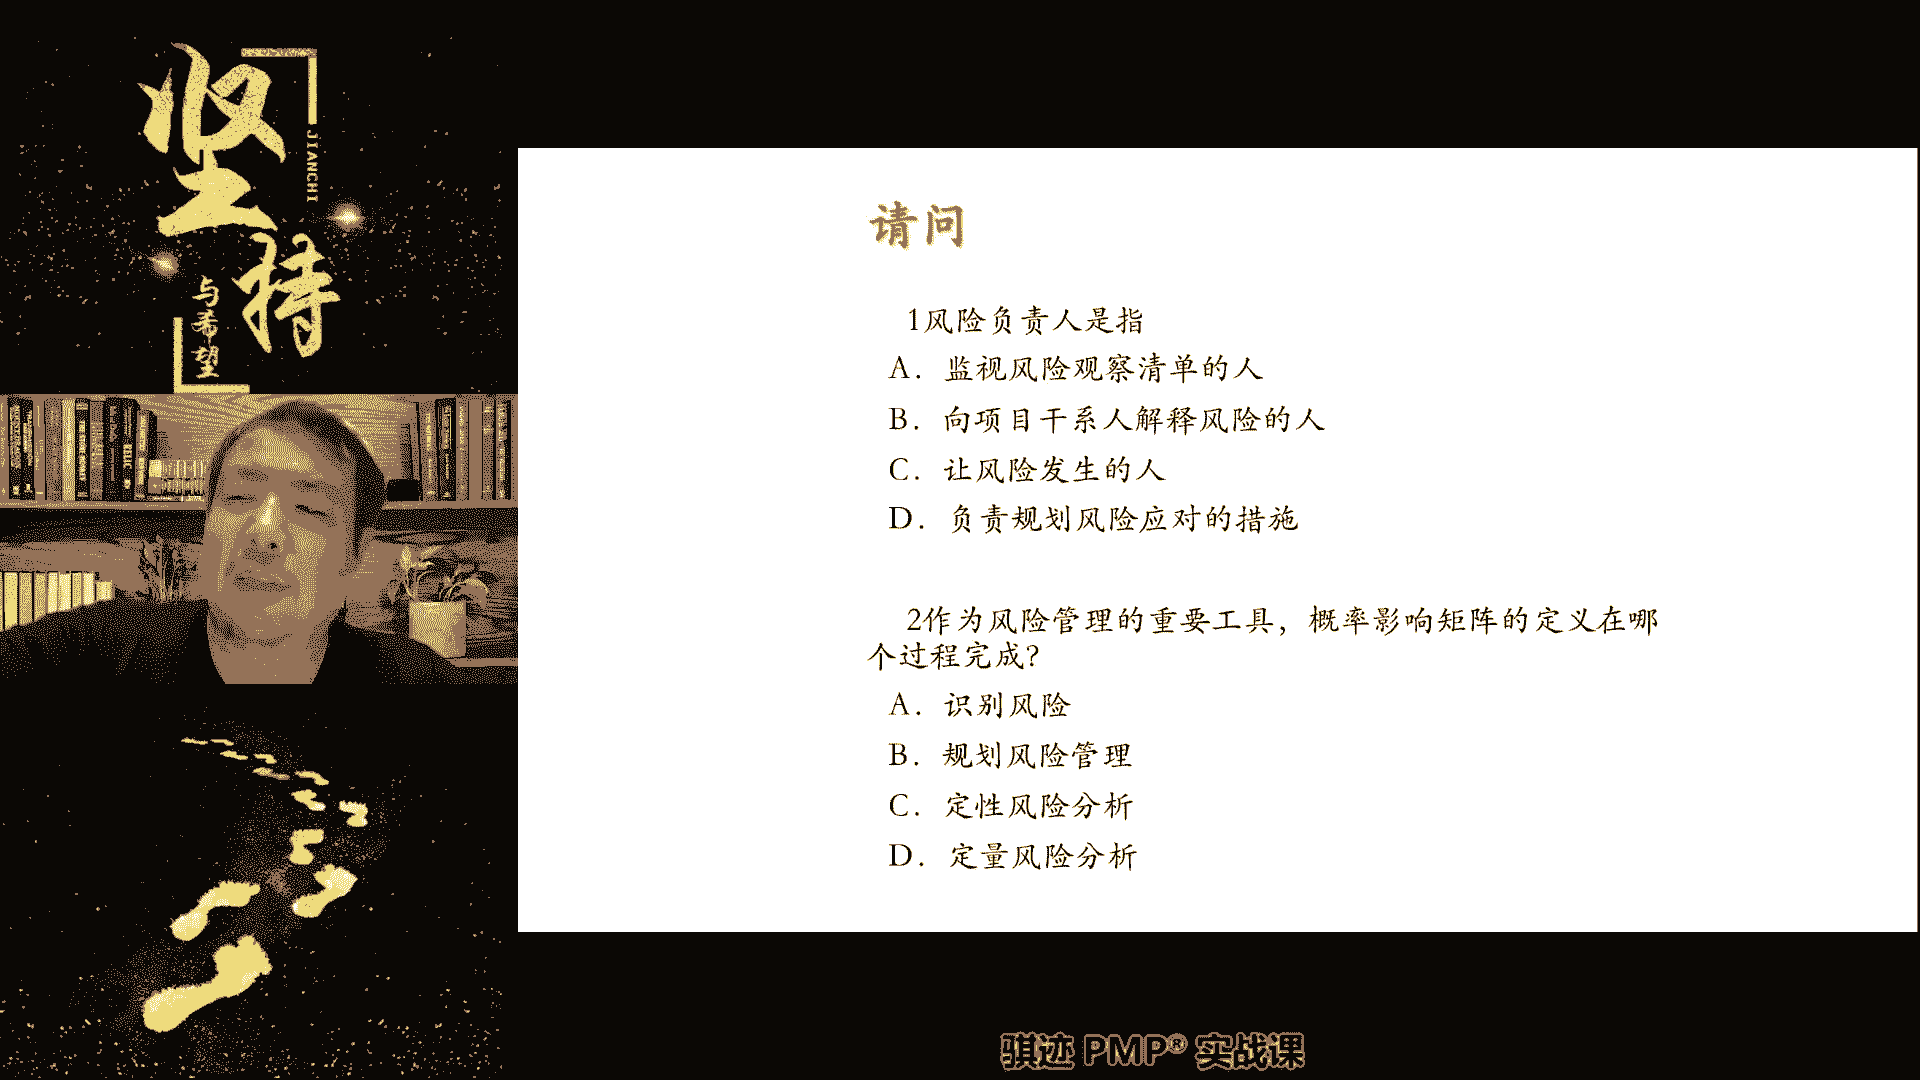 坚持
JIANCHI
与希望
请问
1风险负责人是指
A. 监视风险观察清单的人
B. 向项目干系人解释风险的人
C. 让风险发生的人
D. 负责规划风险应对的措施
2作为风险管理的重要工具，概率影响矩阵的定义在哪
个过程完成?
A. 识别风险
B. 规划风险管理
C. 定性风险分析
D. 定量风险分析
骐迹 PMP® 实战课